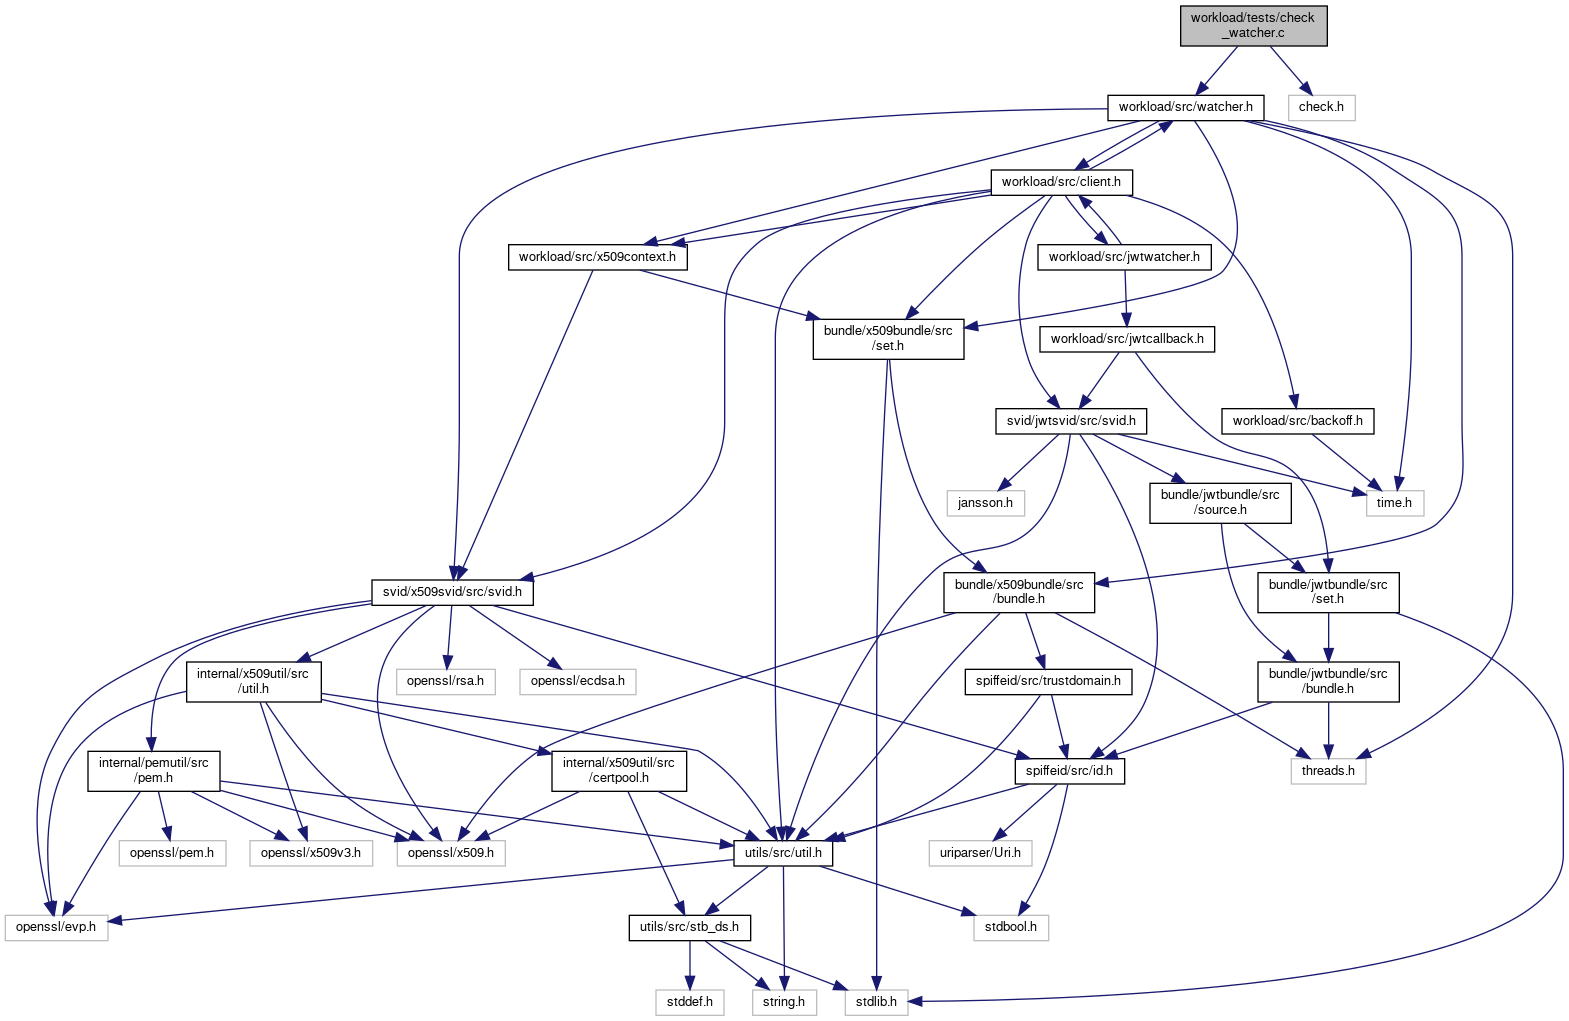 workload/tests/check
_watcher.c
workload/src/watcher.h
check.h
workload/src/client.h
workload/src/x509context.h
workload/src/jwtwatcher.h
bundle/x509bundle/src
/set.h
workload/src/jwtcallback.h
svid/jwtsvid/src/svid.h
workload/src/backoff.h
jansson.h
bundle/jwtbundle/src
/source.h
time.h
svid/x509svid/src/svid.h
bundle/x509bundle/src
/bundle.h
bundle/jwtbundle/src
/set.h
internal/x509util/src
/util.h
openssl/rsa.h
openssl/ecdsa.h
spiffeid/src/trustdomain.h
bundle/jwtbundle/src
/bundle.h
internal/pemutil/src
/pem.h
internal/x509util/src
/certpool.h
spiffeid/src/id.h
threads.h
openssl/pem.h
openssl/x509v3.h
openssl/x509.h
utils/src/util.h
uriparser/Uri.h
openssl/evp.h
utils/src/stb_ds.h
stdbool.h
stddef.h
string.h
stdlib.h